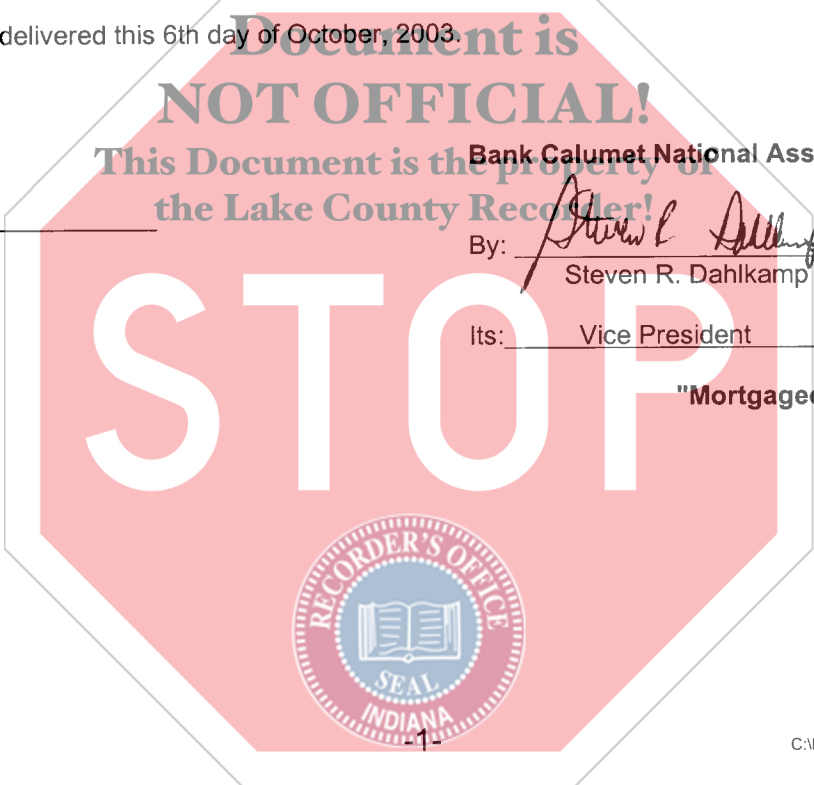 delivered this 6th day of October, 2003.
Document is
NOT OFFICIAL!
This Document is the property of
the Lake County Recorder!
Bank Calumet National Ass
By:
Steven R. Dahlkamp
Its: Vice President
"Mortgagee
STOP
RECORDER'S OFFICE
SEAL
INDIANA
-1-
C:\